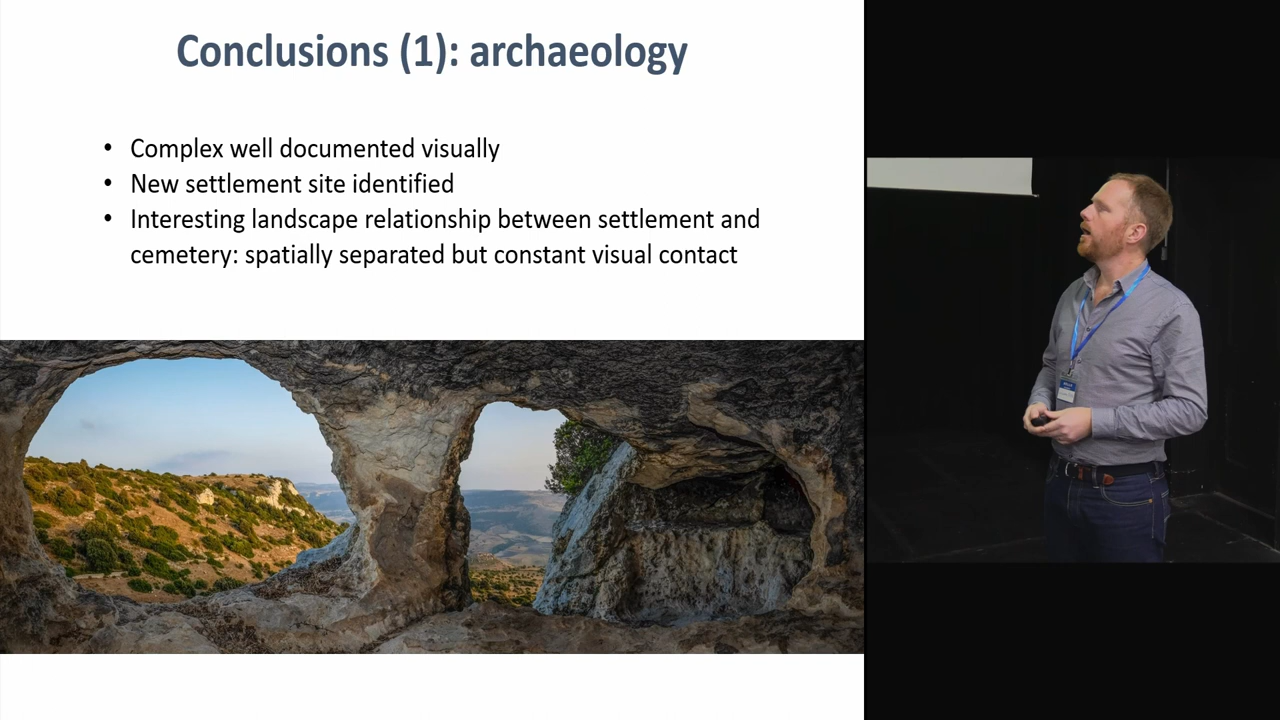 Conclusions (1): archaeology
• Complex well documented visually
• New settlement site identified
• Interesting landscape relationship between settlement and
cemetery: spatially separated but constant visual contact